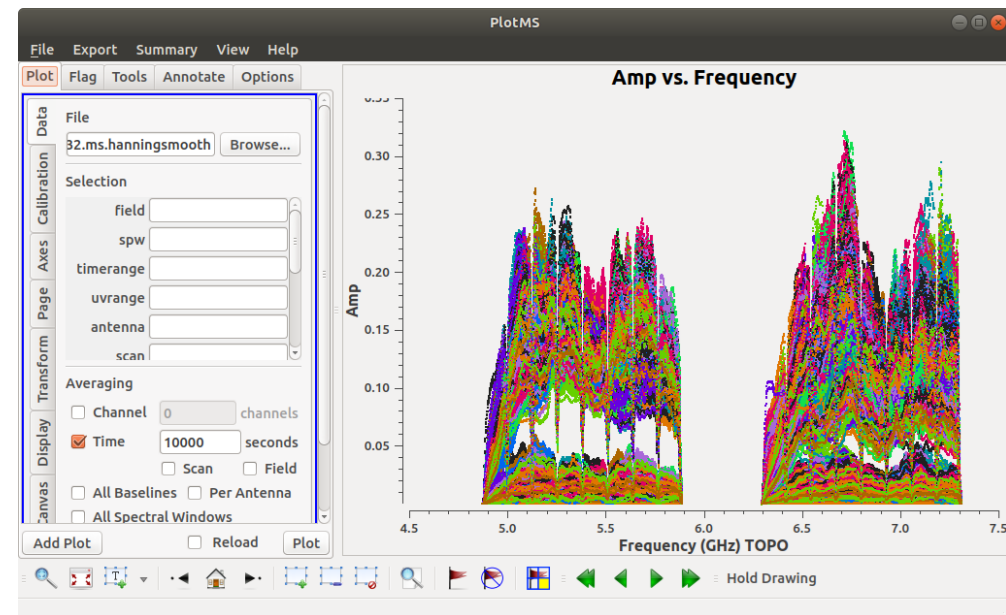 PlotMS
File Export Summary View Help
Plot Flag Tools Annotate Options
Data
Calibration
Axes
Page
Transform
Display
Canvas
File
32.ms.hanningsmooth Browse...
Selection
field
spw
timerange
uvrange
antenna
scan
Averaging
Channel 0 channels
Time 10000 seconds
Scan Field
All Baselines Per Antenna
All Spectral Windows
Add Plot Reload Plot
Amp vs. Frequency
Amp
0.35
0.30
0.25
0.20
0.15
0.10
0.05
4.5 5.0 5.5 6.0 6.5 7.0 7.5
Frequency (GHz) TOPO
T
Hold Drawing